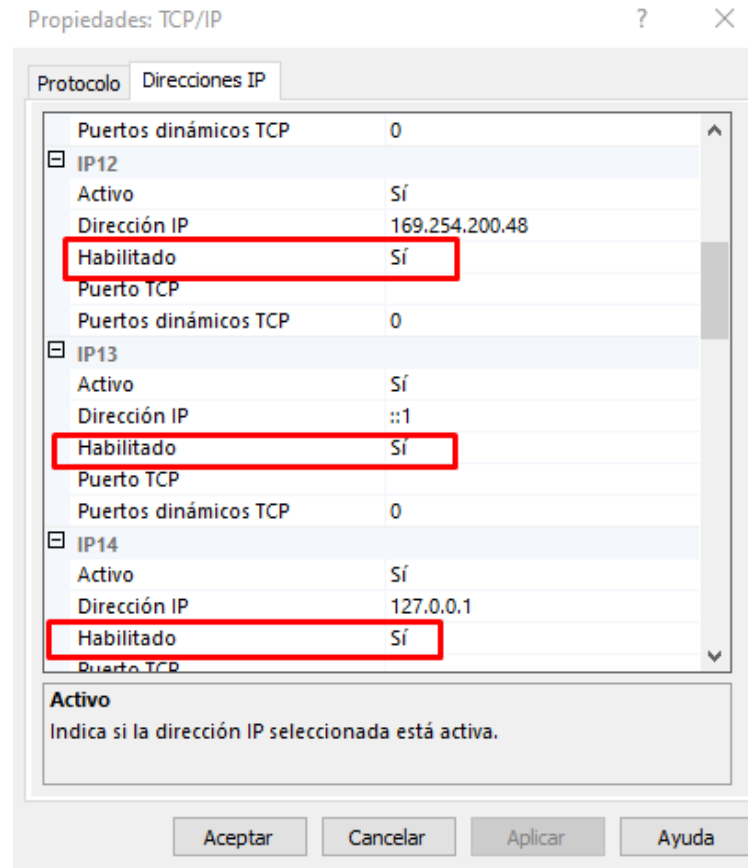 Propiedades: TCP/IP ? ×
Protocolo Direcciones IP
Puertos dinámicos TCP 0
IP12
Activo Sí
Dirección IP 169.254.200.48
Habilitado Sí
Puerto TCP
Puertos dinámicos TCP 0
IP13
Activo Sí
Dirección IP ::1
Habilitado Sí
Puerto TCP
Puertos dinámicos TCP 0
IP14
Activo Sí
Dirección IP 127.0.0.1
Habilitado Sí
Puerto TCP
Activo
Indica si la dirección IP seleccionada está activa.
Aceptar Cancelar Aplicar Ayuda